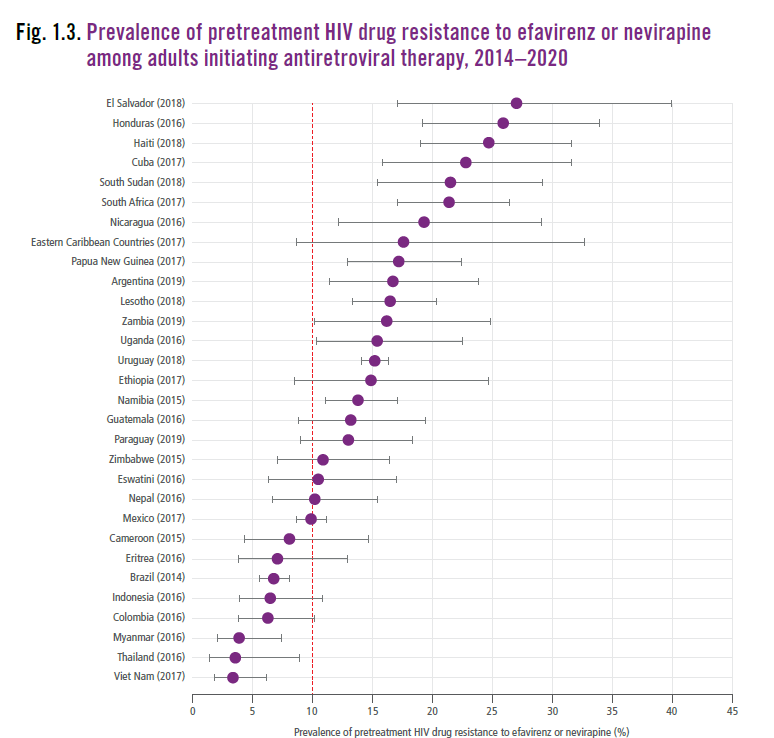 Fig. 1.3. Prevalence of pretreatment HIV drug resistance to efavirenz or nevirapine
among adults initiating antiretroviral therapy, 2014–2020
El Salvador (2018)
Honduras (2016)
Haiti (2018)
Cuba (2017)
South Sudan (2018)
South Africa (2017)
Nicaragua (2016)
Eastern Caribbean Countries (2017)
Papua New Guinea (2017)
Argentina (2019)
Lesotho (2018)
Zambia (2019)
Uganda (2016)
Uruguay (2018)
Ethiopia (2017)
Namibia (2015)
Guatemala (2016)
Paraguay (2019)
Zimbabwe (2015)
Eswatini (2016)
Nepal (2016)
Mexico (2017)
Cameroon (2015)
Eritrea (2016)
Brazil (2014)
Indonesia (2016)
Colombia (2016)
Myanmar (2016)
Thailand (2016)
Viet Nam (2017)
0 5 10 15 20 25 30 35 40 45
Prevalence of pretreatment HIV drug resistance to efavirenz or nevirapine (%)